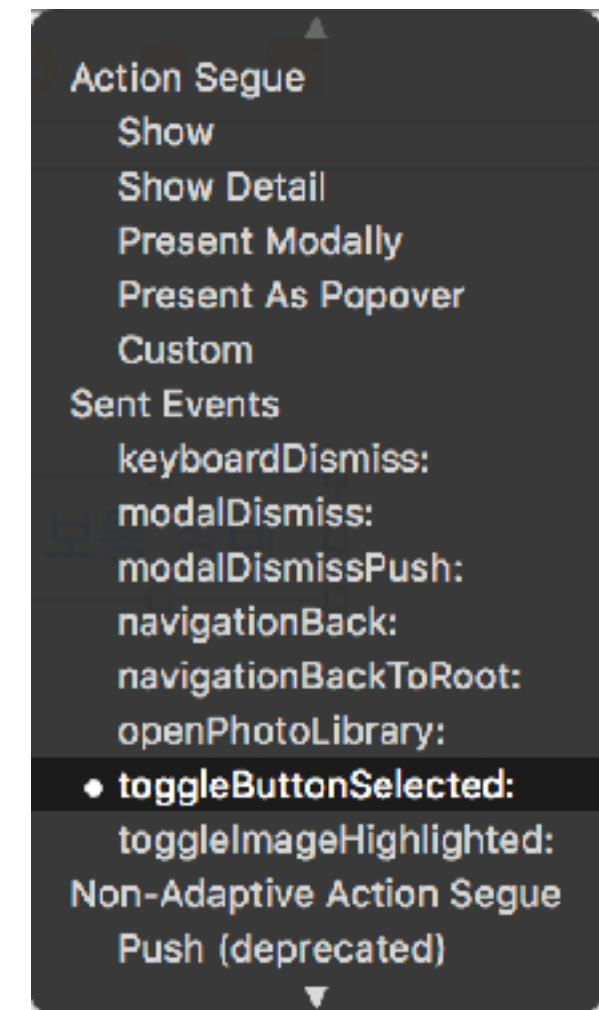 Action Segue
Show
Show Detail
Present Modally
Present As Popover
Custom
Sent Events
keyboardDismiss:
modalDismiss:
modalDismissPush:
navigationBack:
navigationBackToRoot:
openPhotoLibrary:
toggleButtonSelected:
toggleImageHighlighted:
Non-Adaptive Action Segue
Push (deprecated)